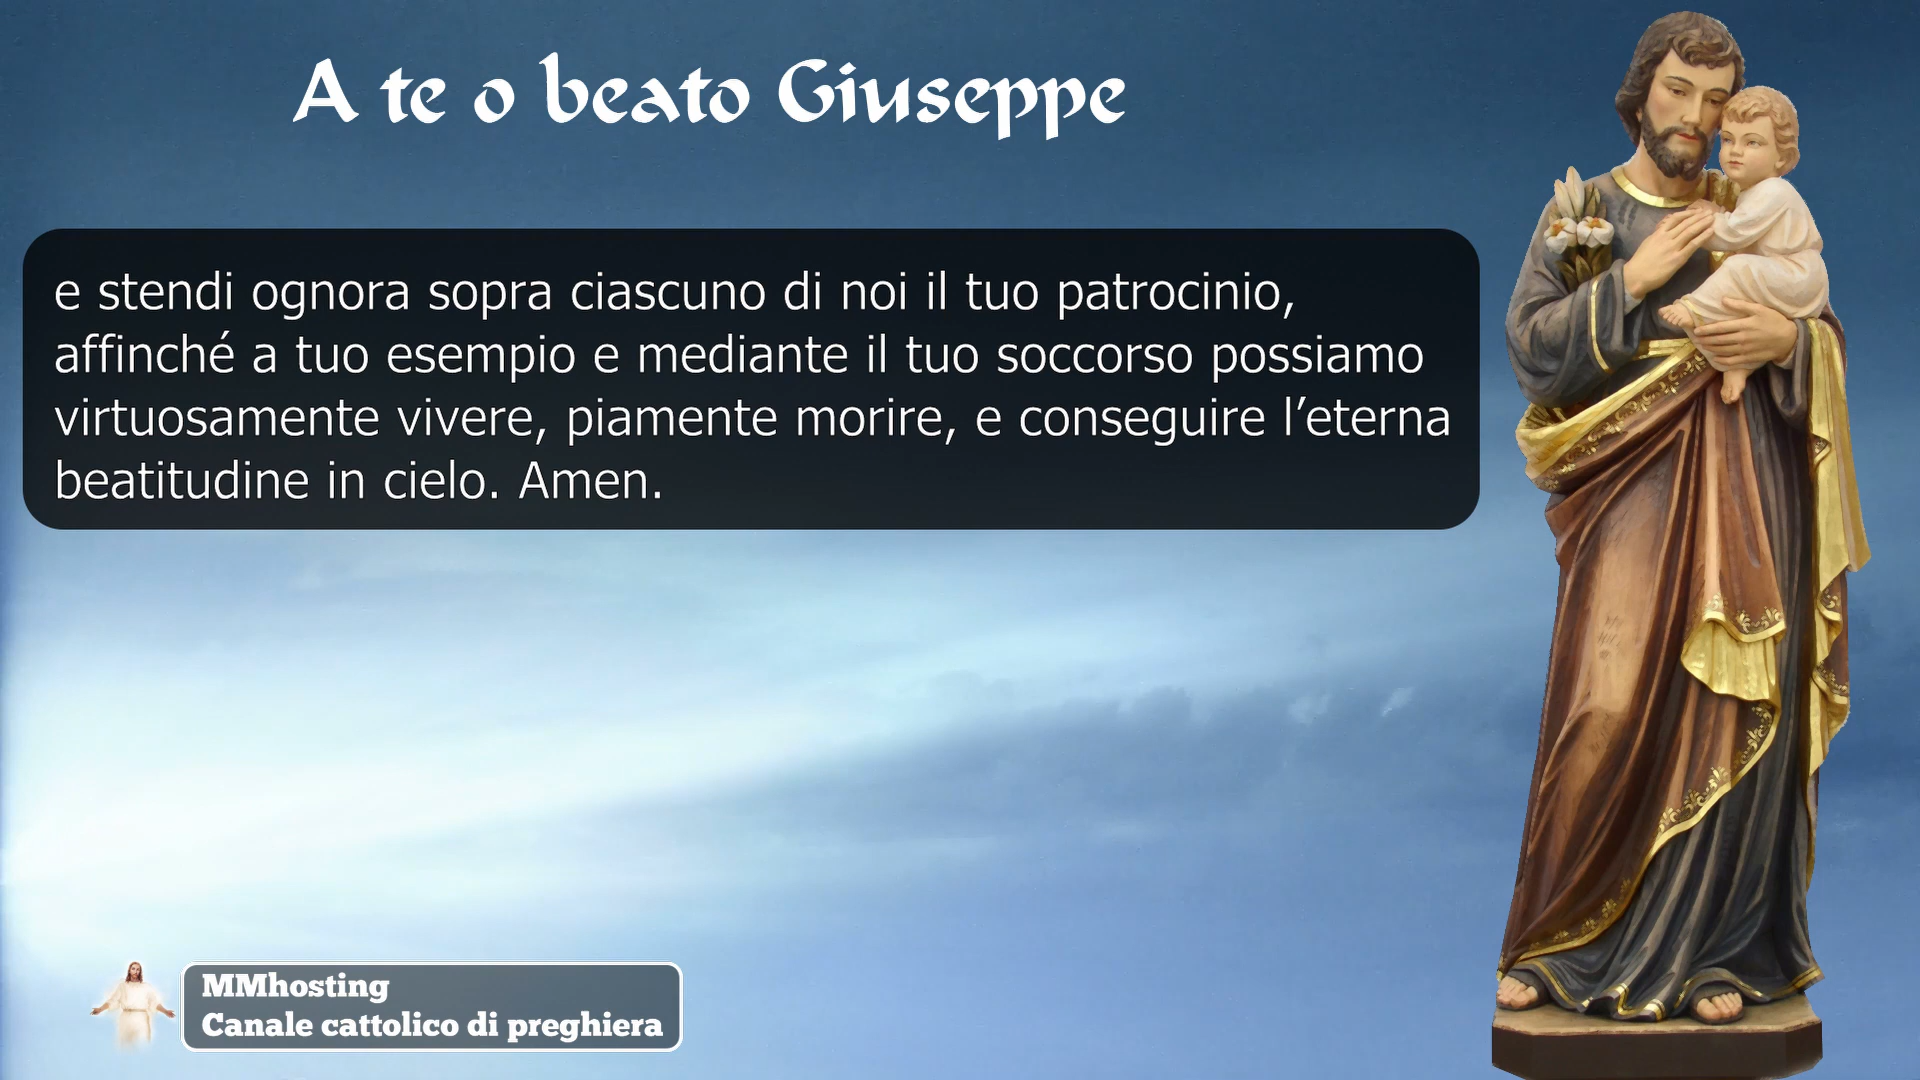 A te o beato Giuseppe
e stendi ognora sopra ciascuno di noi il tuo patrocinio,
affinché a tuo esempio e mediante il tuo soccorso possiamo
virtuosamente vivere, piamente morire, e conseguire l’eterna
beatitudine in cielo. Amen.
MMhosting
Canale cattolico di preghiera